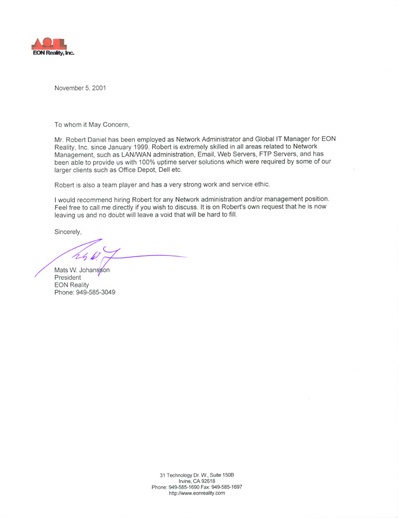 EON Reality, Inc.
November 5, 2001
To whom it May Concern,
Mr. Robert Daniel has been employed as Network Administrator and Global IT Manager for EON
Reality, Inc. since January 1999. Robert is extremely skilled in all areas related to Network
Management, such as LAN/WAN administration, Email, Web Servers, FTP Servers, and has
been able to provide us with 100% uptime server solutions which were required by some of our
larger clients such as Office Depot, Dell etc.
Robert is also a team player and has a very strong work and service ethic.
I would recommend hiring Robert for any Network administration and/or management position.
Feel free to call me directly if you wish to discuss. It is on Robert's own request that he is now
leaving us and no doubt will leave a void that will be hard to fill.
Sincerely,
Mats W. Johansson
President
EON Reality
Phone: 949-585-3049
31 Technology Dr. W., Suite 150B
Irvine, CA 92618
Phone: 949-585-1690 Fax: 949-585-1697
http://www.eonreality.com